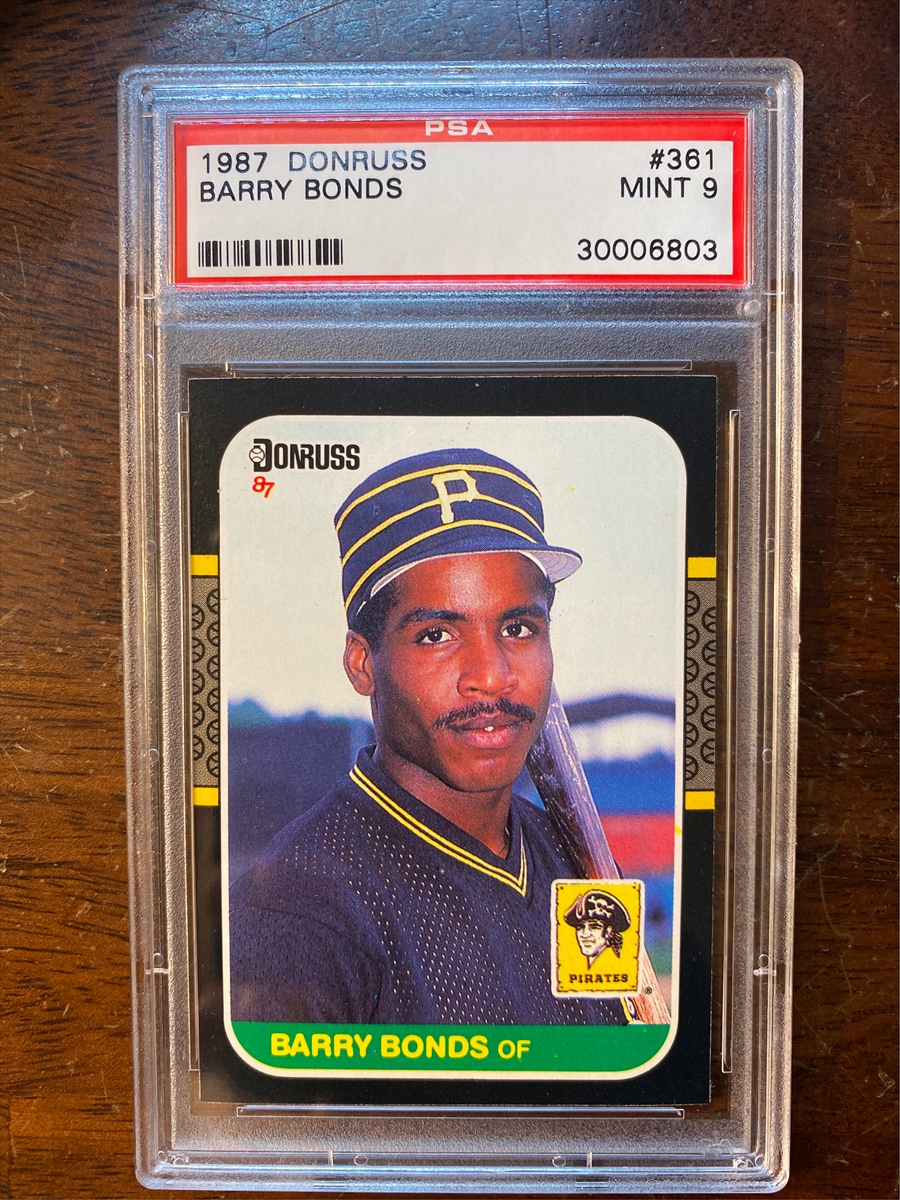 PSA
1987 DONRUSS #361
BARRY BONDS MINT 9
30006803
DONRUSS
87
P
PIRATES
®
BARRY BONDS OF